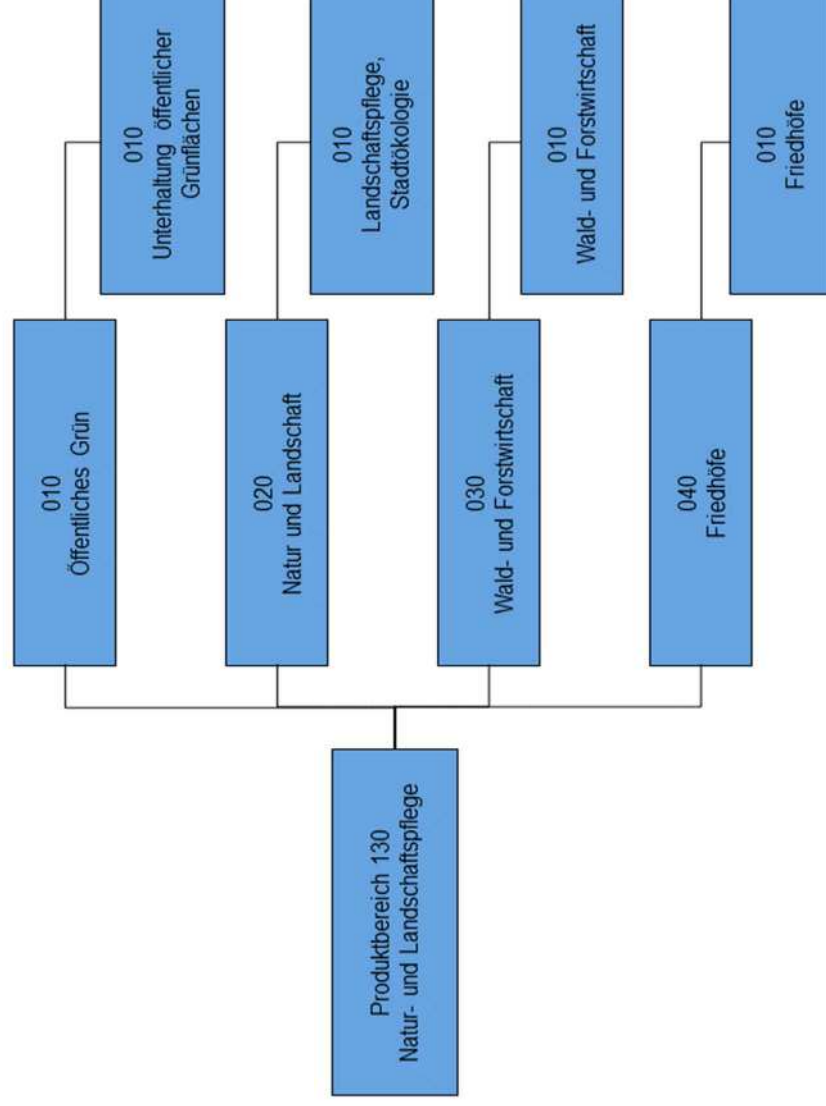 Produktbereich 130
Natur- und Landschaftspflege
010
Öffentliches Grün
010
Unterhaltung öffentlicher
Grünflächen
020
Natur und Landschaft
010
Landschaftspflege,
Stadtökologie
030
Wald- und Forstwirtschaft
010
Wald- und Forstwirtschaft
040
Friedhöfe
010
Friedhöfe